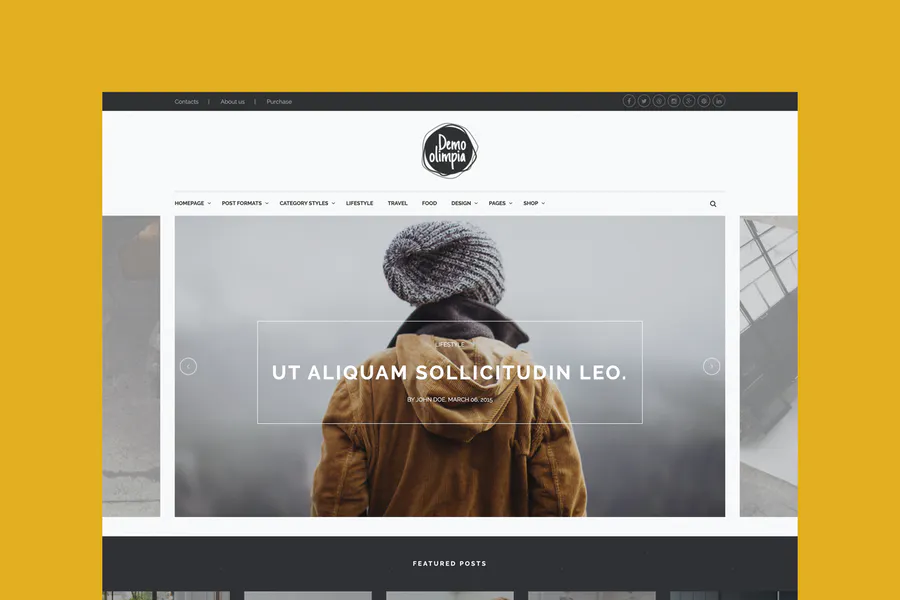 Contacts | About us | Purchase
Demo
olimpia
HOMEPAGE POST FORMATS CATEGORY STYLES LIFESTYLE TRAVEL FOOD DESIGN PAGES SHOP
LIFESTYLE
UT ALIQUAM SOLLICITUDIN LEO.
BY JOHN DOE, MARCH 06, 2015
FEATURED POSTS